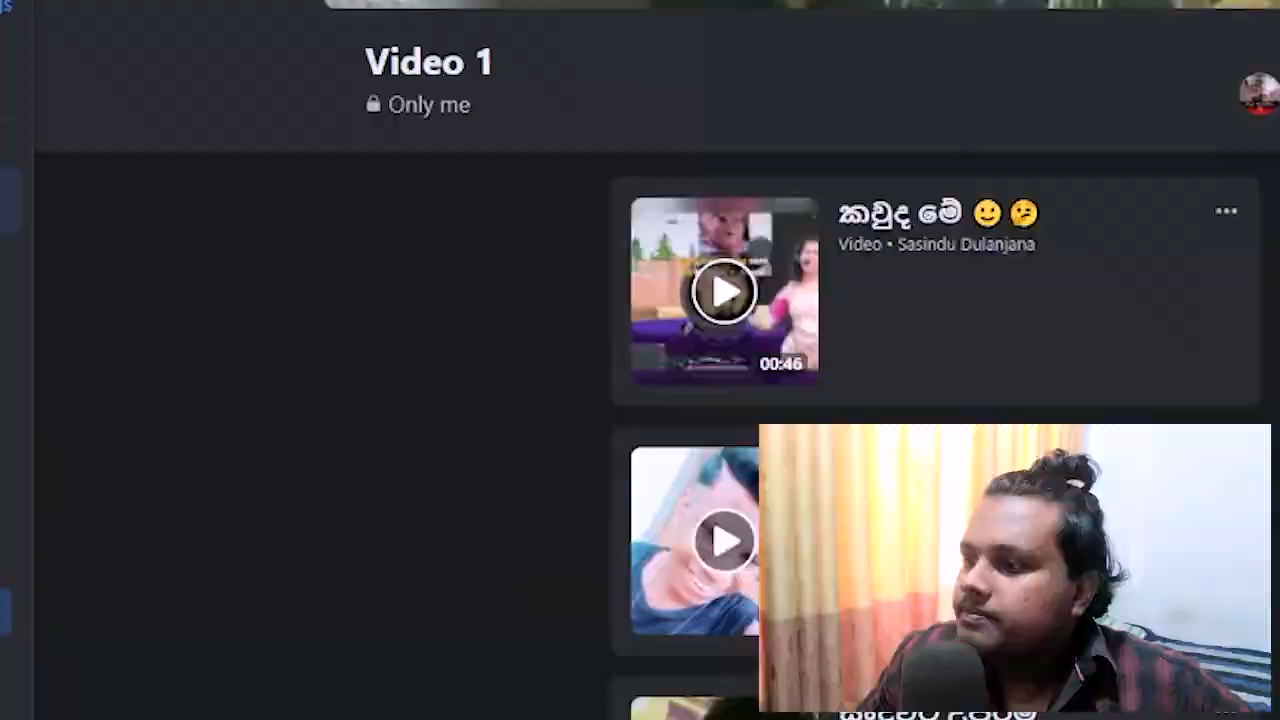 Video 1
Only me
කවුද මේ 🙂 🤔
Video • Sasindu Dulanjana
00:46